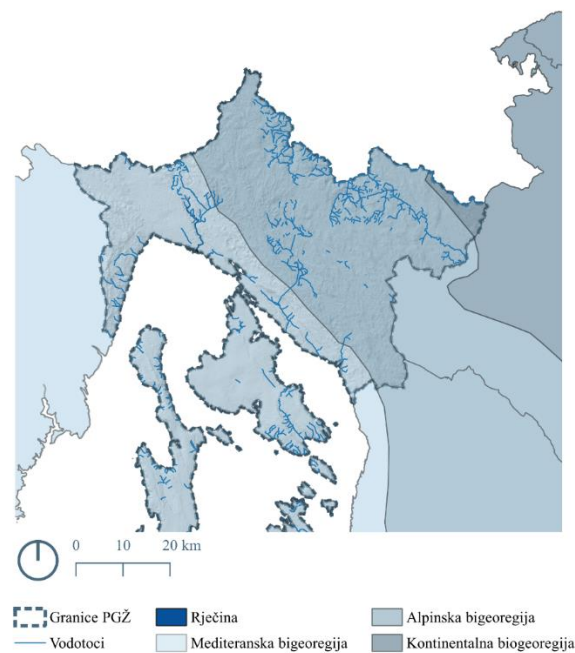 0 10 20 km
Granice PGŽ Rječina Alpinska bigeoregija
Vodotoci Mediteranska bigeoregija Kontinentalna biogeoregija